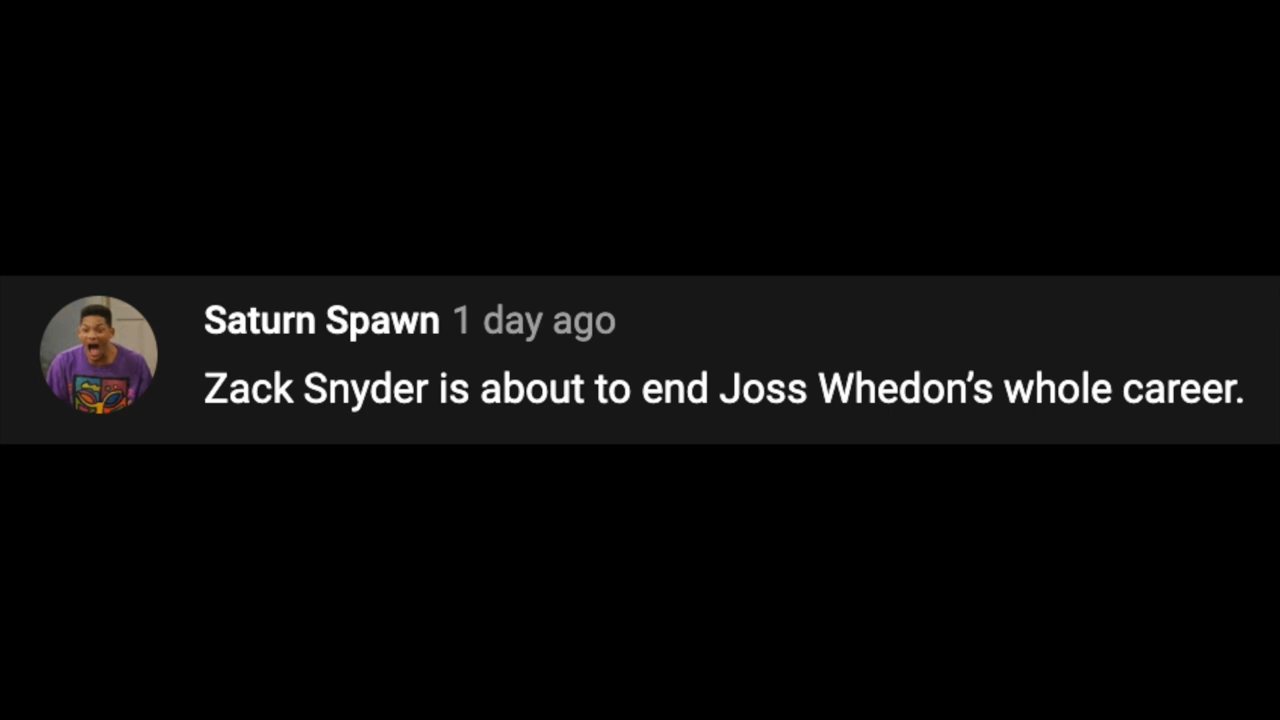 Saturn Spawn 1 day ago
Zack Snyder is about to end Joss Whedon’s whole career.